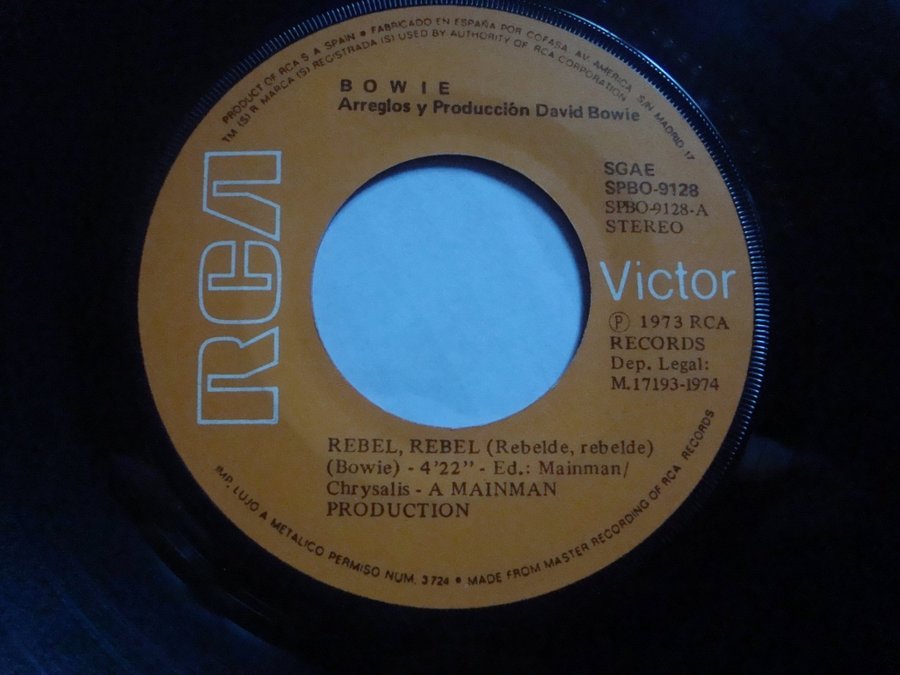 PRODUCT OF RCA S. A. SPAIN • FABRICADO EN ESPAÑA POR COFASA. AV. AMERICA, S/N MADRID-17
TM (S) R MARCA (S) REGISTRADA (S) USED BY AUTHORITY OF RCA CORPORATION
BOWIE
Arreglos y Producción David Bowie
RCA
SGAE
SPBO-9128
SPBO-9128-A
STEREO
Victor
Ⓟ 1973 RCA
RECORDS
Dep. Legal:
M.17193-1974
REBEL, REBEL (Rebelde, rebelde)
(Bowie) - 4'22" - Ed.: Mainman/
Chrysalis - A MAINMAN
PRODUCTION
IMP. LUJO A METALICO PERMISO NUM. 3724 • MADE FROM MASTER RECORDING OF RCA RECORDS